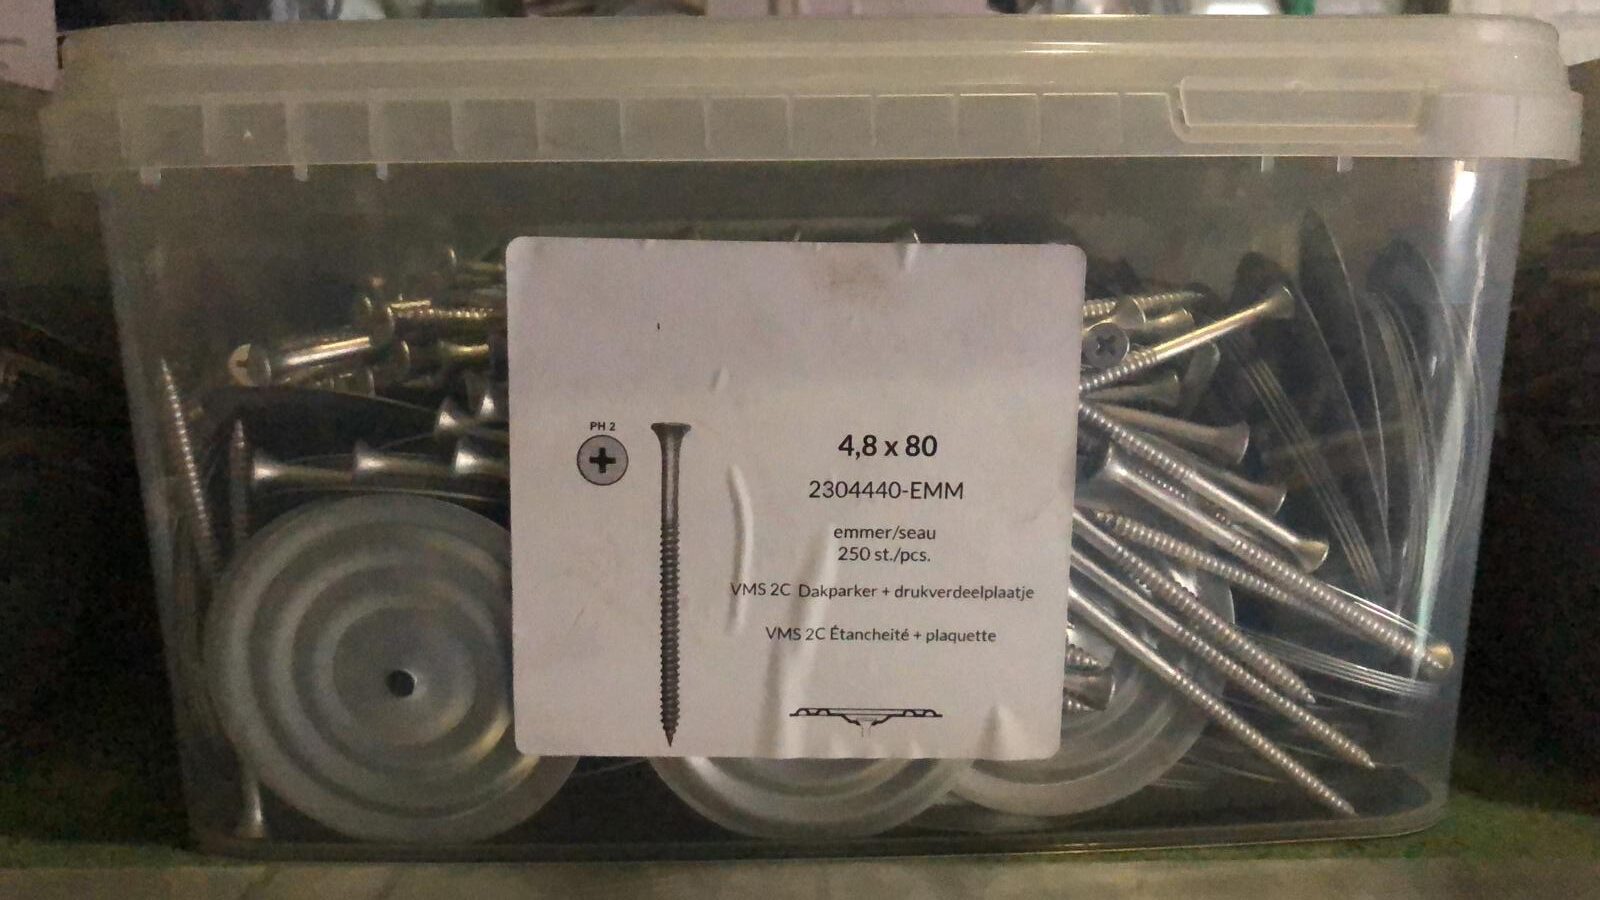 PH 2
4,8 x 80
2304440-EMM
emmer/seau
250 st./pcs.
VMS 2C Dakparker + drukverdeelplaatje
VMS 2C Étancheité + plaquette